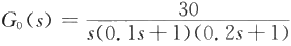 G₀(s) = 30 / s(0.1s+1)(0.2s+1)